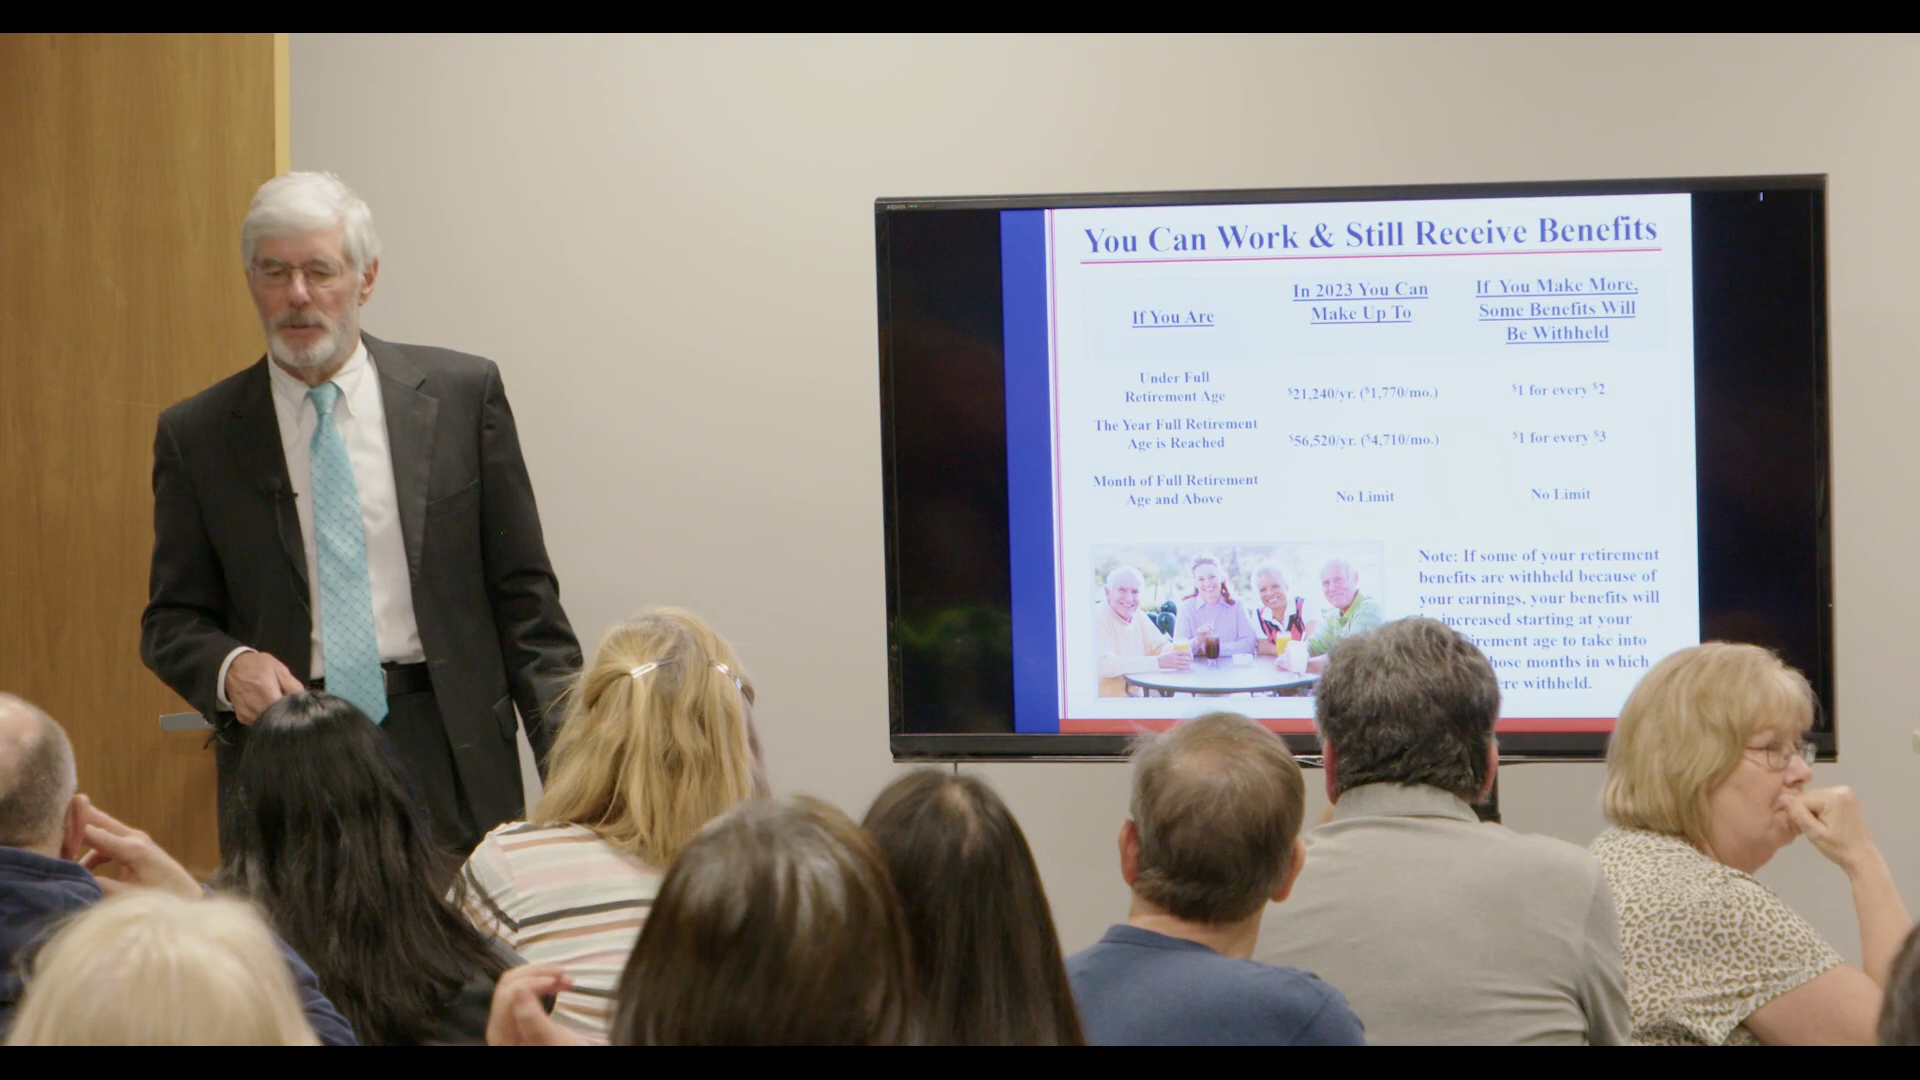 AQUOS
You Can Work & Still Receive Benefits
If You Are
In 2023 You Can
Make Up To
If You Make More,
Some Benefits Will
Be Withheld
Under Full
Retirement Age
$21,240/yr. ($1,770/mo.)
$1 for every $2
The Year Full Retirement
Age is Reached
$56,520/yr. ($4,710/mo.)
$1 for every $3
Month of Full Retirement
Age and Above
No Limit
No Limit
Note: If some of your retirement
benefits are withheld because of
your earnings, your benefits will
increased starting at your
age to take into
in which
withheld.